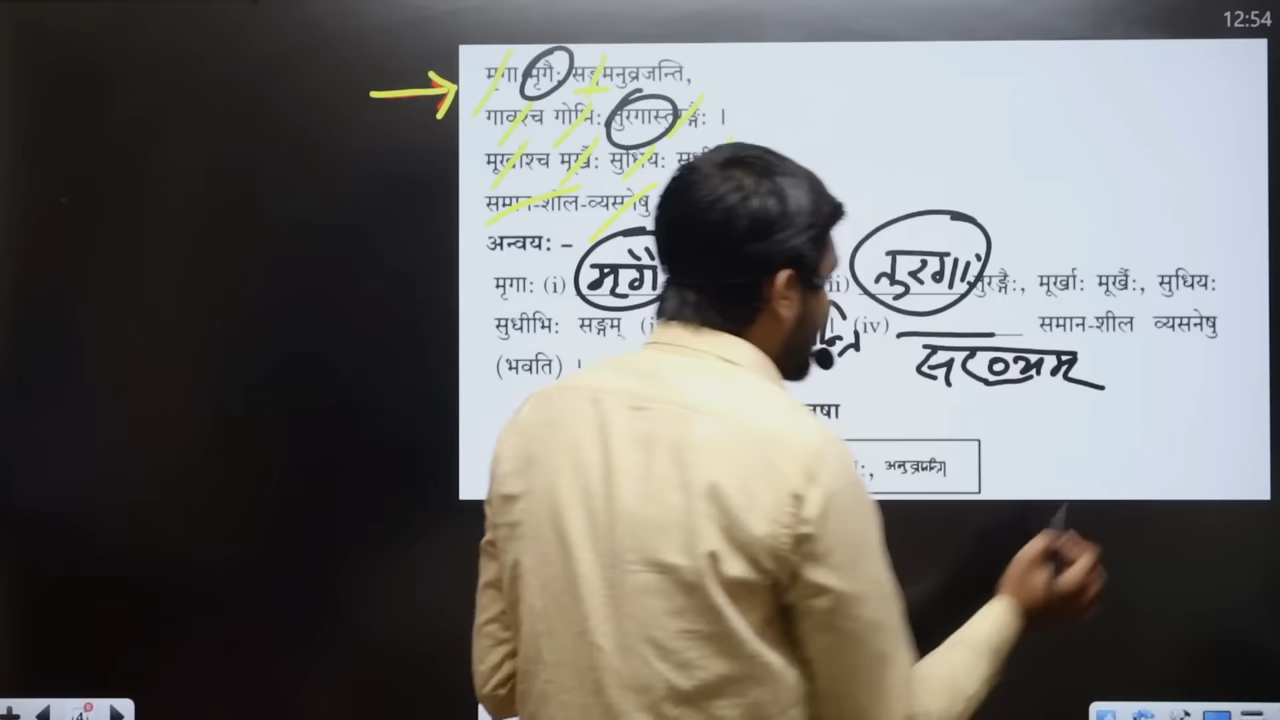 12:54
मृगा मृगैः सङ्गमनुव्रजन्ति,
गावश्च गोभिः तुरगास्तुरङ्गैः ।
मूर्खाश्च मूर्खैः सुधियः
समान-शील-व्यसनेषु
अन्वयः –
मृगाः (i) मृगै तुरगाः तुरङ्गैः, मूर्खाः मूर्खैः, सुधियः
सुधीभिः सङ्गम् (iv) समान-शील व्यसनेषु
सख्यम्
(भवति) ।
अनुव्रजन्ति